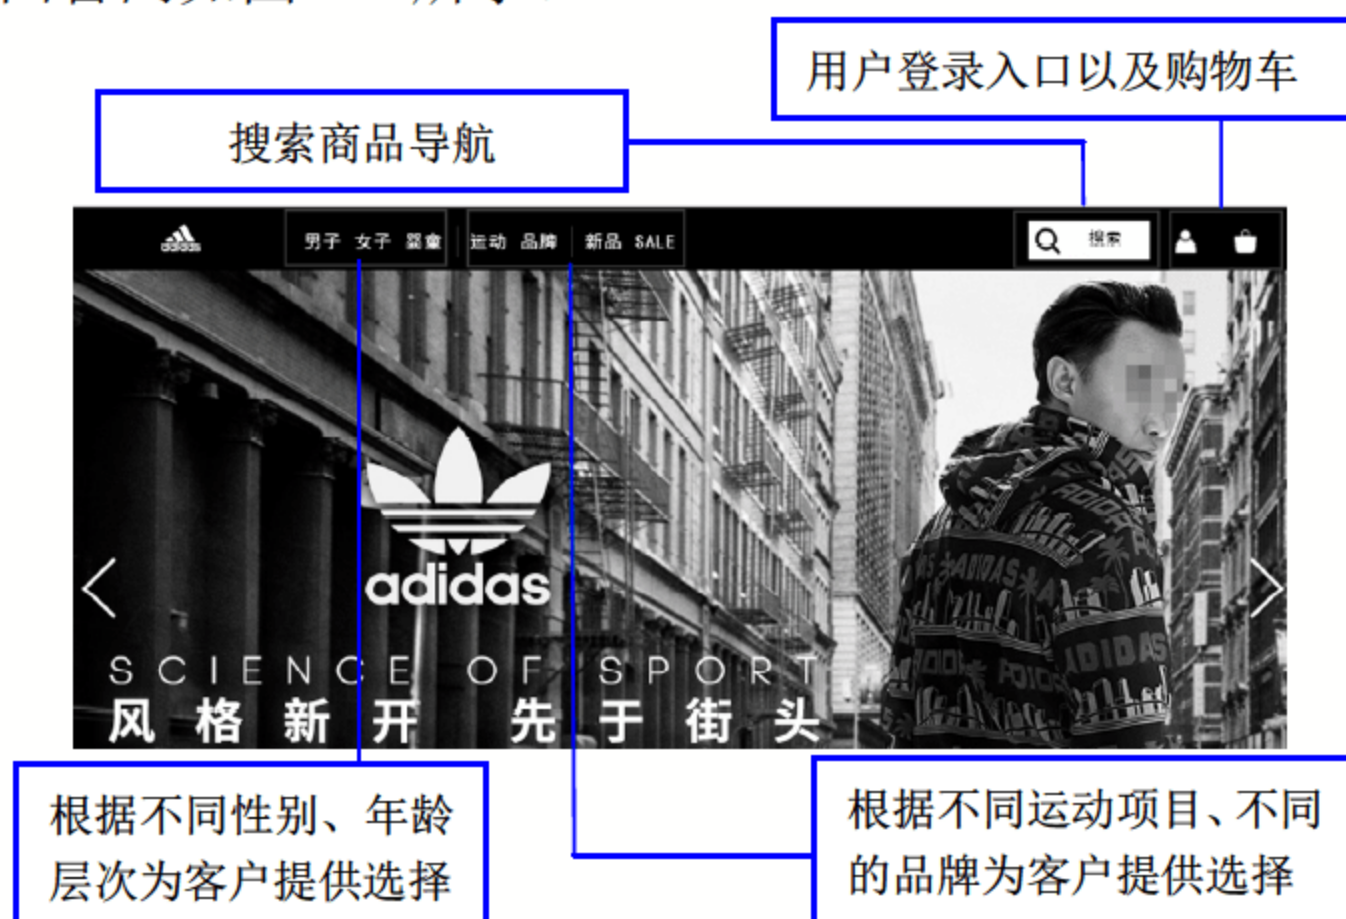 用户登录入口以及购物车
搜索商品导航
adidas
男子 女子 婴童 运动 品牌 新品 SALE
搜索
adidas
SCIENCE OF SPORT
风格新开 先于街头
ADIDAS
ADIDAS
根据不同性别、年龄
层次为客户提供选择
根据不同运动项目、不同
的品牌为客户提供选择